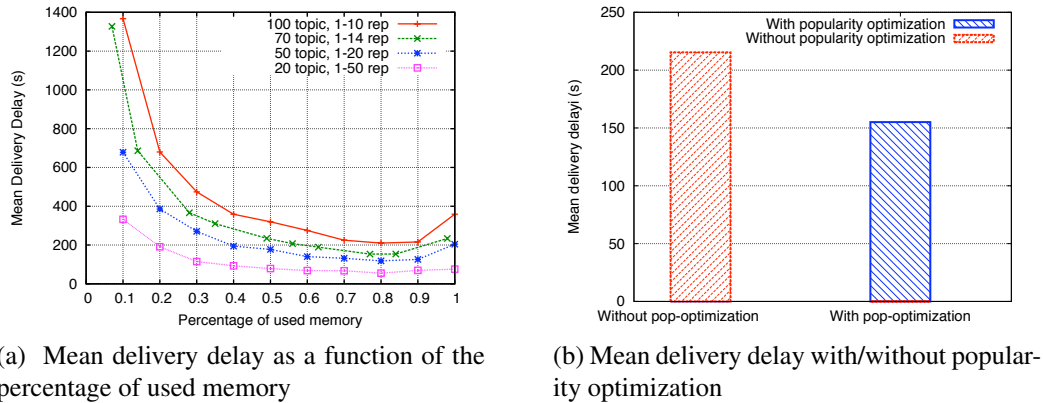 1400
1200
1000
800
600
400
200
0
Mean Delivery Delay (s)
100 topic, 1-10 rep
70 topic, 1-14 rep
50 topic, 1-20 rep
20 topic, 1-50 rep
0 0.1 0.2 0.3 0.4 0.5 0.6 0.7 0.8 0.9 1
Percentage of used memory
(a) Mean delivery delay as a function of the
percentage of used memory
250
200
150
100
50
0
Mean delivery delayi (s)
With popularity optimization
Without popularity optimization
Without pop-optimization With pop-optimization
(b) Mean delivery delay with/without popular-
ity optimization